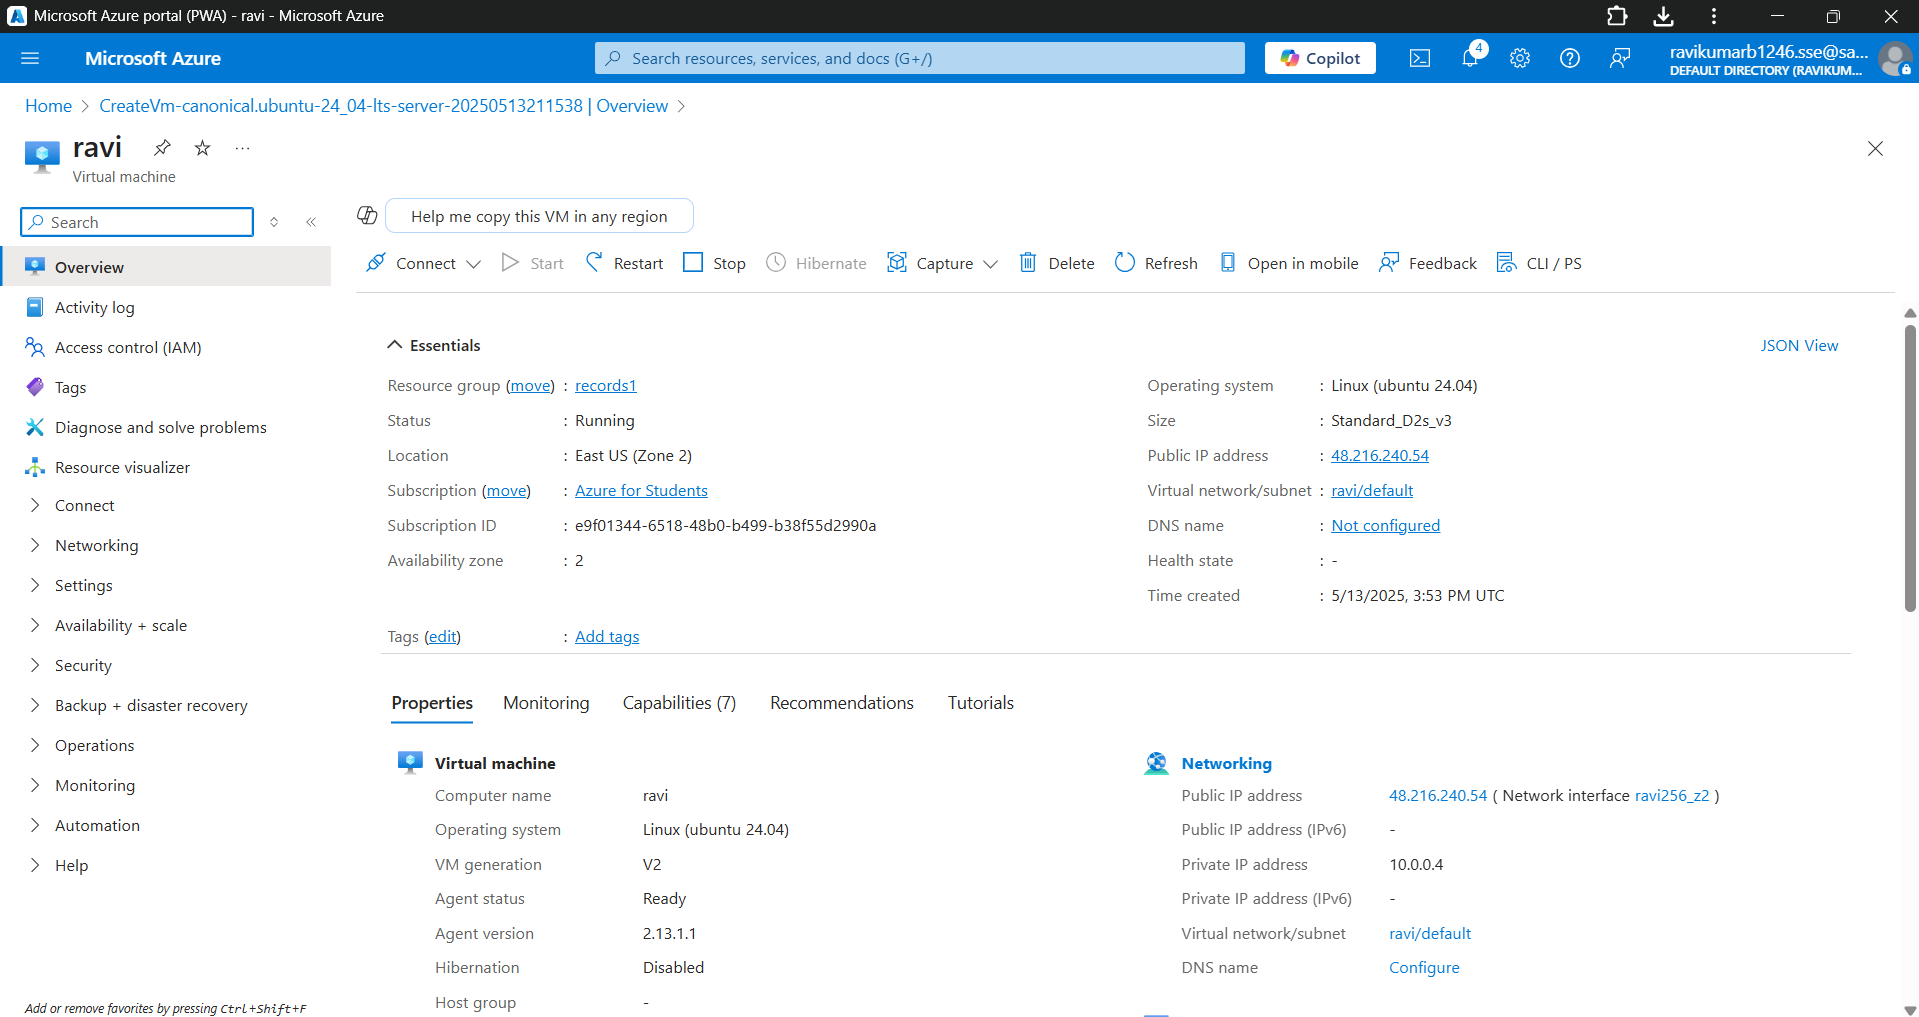 Microsoft Azure portal (PWA) - ravi - Microsoft Azure
Microsoft Azure
Search resources, services, and docs (G+/)
Copilot
4
ravikumarb1246.sse@sa...
DEFAULT DIRECTORY (RAVIKUM...
Home > CreateVm-canonical.ubuntu-24_04-lts-server-20250513211538 | Overview >
ravi
Virtual machine
Search
Help me copy this VM in any region
Connect Start Restart Stop Hibernate Capture Delete Refresh Open in mobile Feedback CLI / PS
Overview
Activity log
Access control (IAM)
Tags
Diagnose and solve problems
Resource visualizer
Connect
Networking
Settings
Availability + scale
Security
Backup + disaster recovery
Operations
Monitoring
Automation
Help
Add or remove favorites by pressing Ctrl+Shift+F
Essentials
JSON View
Resource group (move) : records1
Status : Running
Location : East US (Zone 2)
Subscription (move) : Azure for Students
Subscription ID : e9f01344-6518-48b0-b499-b38f55d2990a
Availability zone : 2
Operating system : Linux (ubuntu 24.04)
Size : Standard_D2s_v3
Public IP address : 48.216.240.54
Virtual network/subnet : ravi/default
DNS name : Not configured
Health state : -
Time created : 5/13/2025, 3:53 PM UTC
Tags (edit) : Add tags
Properties Monitoring Capabilities (7) Recommendations Tutorials
Virtual machine
Computer name ravi
Operating system Linux (ubuntu 24.04)
VM generation V2
Agent status Ready
Agent version 2.13.1.1
Hibernation Disabled
Host group -
Networking
Public IP address 48.216.240.54 ( Network interface ravi256_z2 )
Public IP address (IPv6) -
Private IP address 10.0.0.4
Private IP address (IPv6) -
Virtual network/subnet ravi/default
DNS name Configure